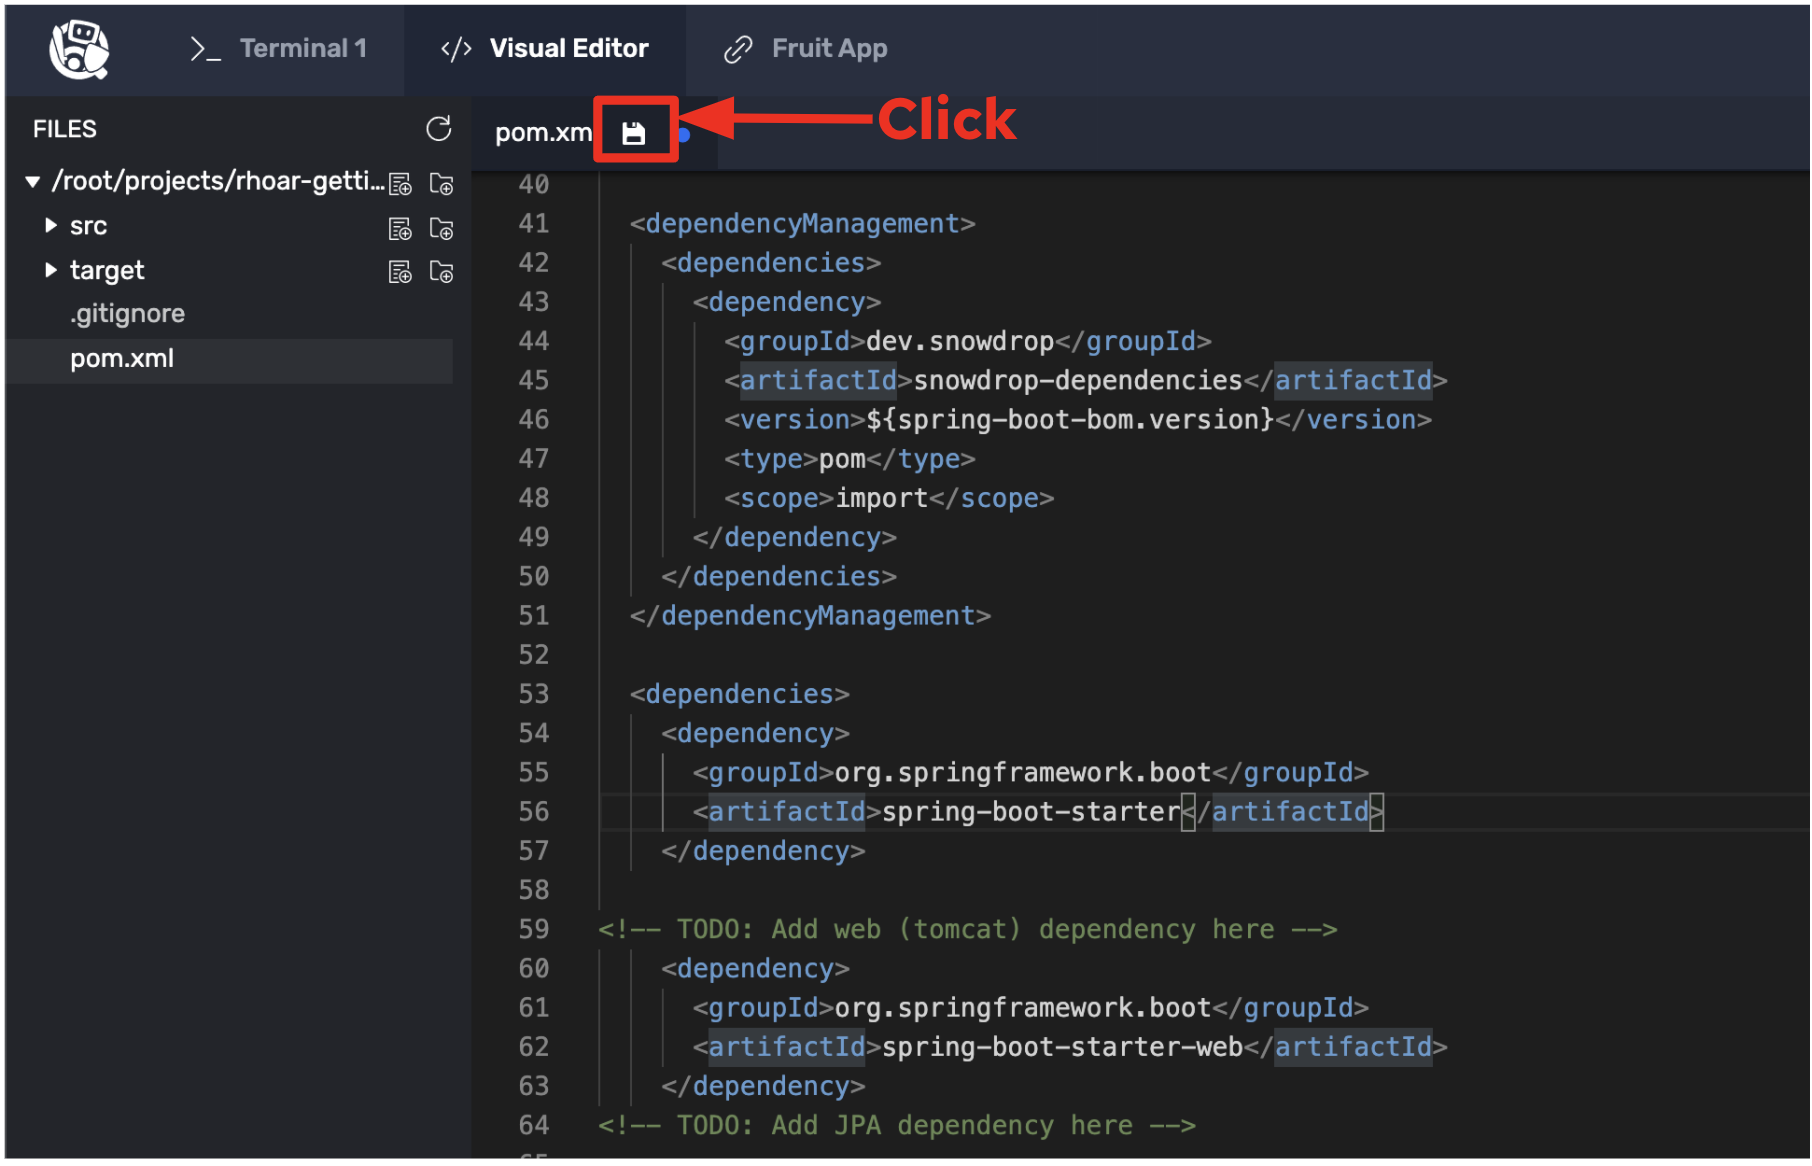 >_ Terminal 1 </> Visual Editor Fruit App
FILES
/root/projects/rhoar-getti...
src
target
.gitignore
pom.xml
pom.xm
Click
40
41 <dependencyManagement>
42 <dependencies>
43 <dependency>
44 <groupId>dev.snowdrop</groupId>
45 <artifactId>snowdrop-dependencies</artifactId>
46 <version>${spring-boot-bom.version}</version>
47 <type>pom</type>
48 <scope>import</scope>
49 </dependency>
50 </dependencies>
51 </dependencyManagement>
52
53 <dependencies>
54 <dependency>
55 <groupId>org.springframework.boot</groupId>
56 <artifactId>spring-boot-starter</artifactId>
57 </dependency>
58
59 <!-- TODO: Add web (tomcat) dependency here -->
60 <dependency>
61 <groupId>org.springframework.boot</groupId>
62 <artifactId>spring-boot-starter-web</artifactId>
63 </dependency>
64 <!-- TODO: Add JPA dependency here -->